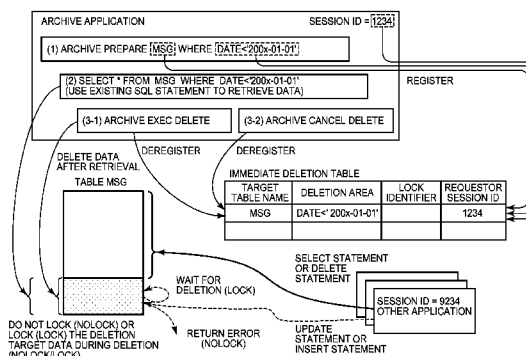 ARCHIVE APPLICATION
SESSION ID = 1234
(1) ARCHIVE PREPARE MSG WHERE DATE<'200x-01-01'
(2) SELECT * FROM MSG WHERE DATE<'200x-01-01'
(USE EXISTING SQL STATEMENT TO RETRIEVE DATA)
REGISTER
(3-1) ARCHIVE EXEC DELETE
(3-2) ARCHIVE CANCEL DELETE
DELETE DATA
AFTER RETRIEVAL
DEREGISTER
DEREGISTER
TABLE MSG
IMMEDIATE DELETION TABLE
TARGET
TABLE NAME
DELETION AREA
LOCK
IDENTIFIER
REQUESTOR
SESSION ID
MSG
DATE<' 200x-01-01'
1234
SELECT STATEMENT
OR DELETE
STATEMENT
WAIT FOR
DELETION (LOCK)
SESSION ID = 9234
OTHER APPLICATION
RETURN ERROR
(NOLOCK)
UPDATE
STATEMENT OR
INSERT STATEMENT
DO NOT LOCK (NOLOCK) OR
LOCK (LOCK) THE DELETION
TARGET DATA DURING DELETION
(NOLOCK/LOCK)